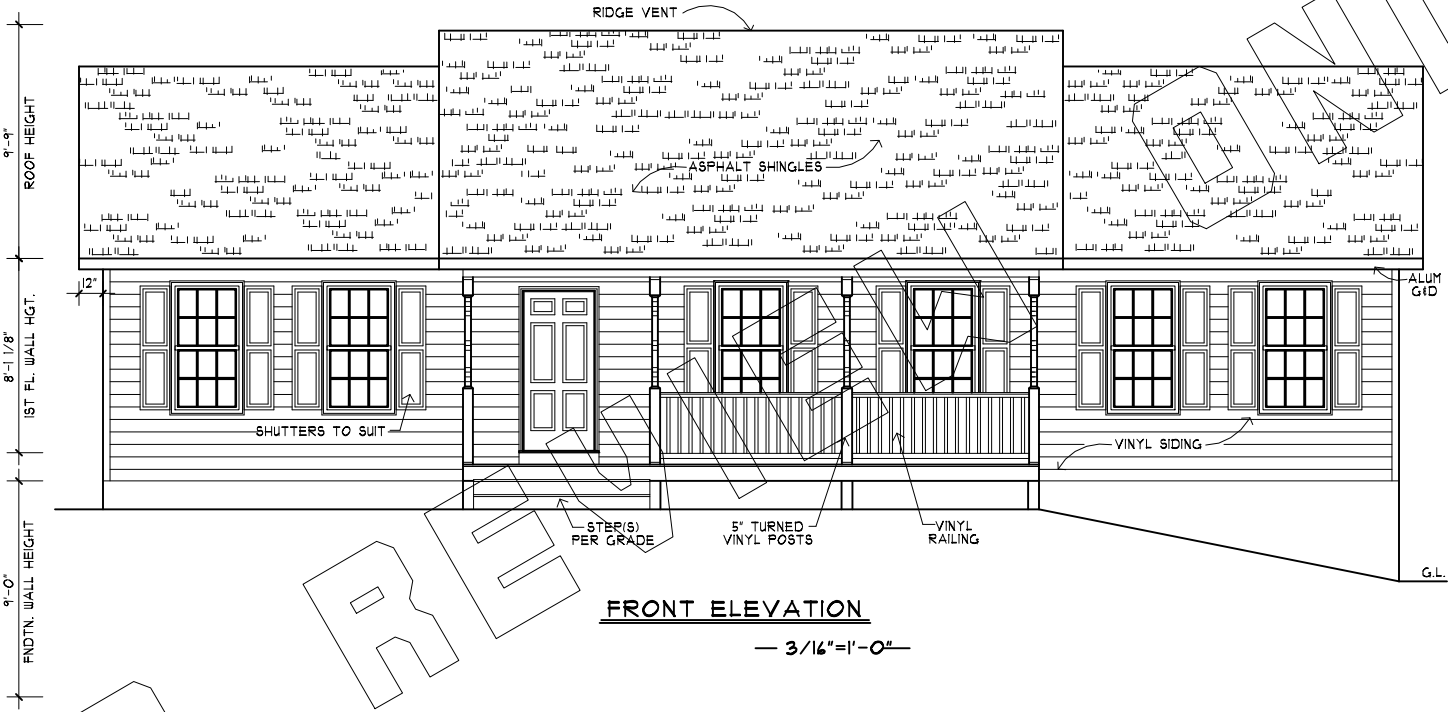 RIDGE VENT
9'-9"
ROOF HEIGHT
ASPHALT SHINGLES
12"
ALUM
G&D
8'-1 1/8"
1ST FL. WALL HGT.
SHUTTERS TO SUIT
VINYL SIDING
STEP(S)
PER GRADE
5" TURNED
VINYL POSTS
VINYL
RAILING
9'-0"
FNDTN. WALL HEIGHT
G.L.
FRONT ELEVATION
3/16"=1'-0"